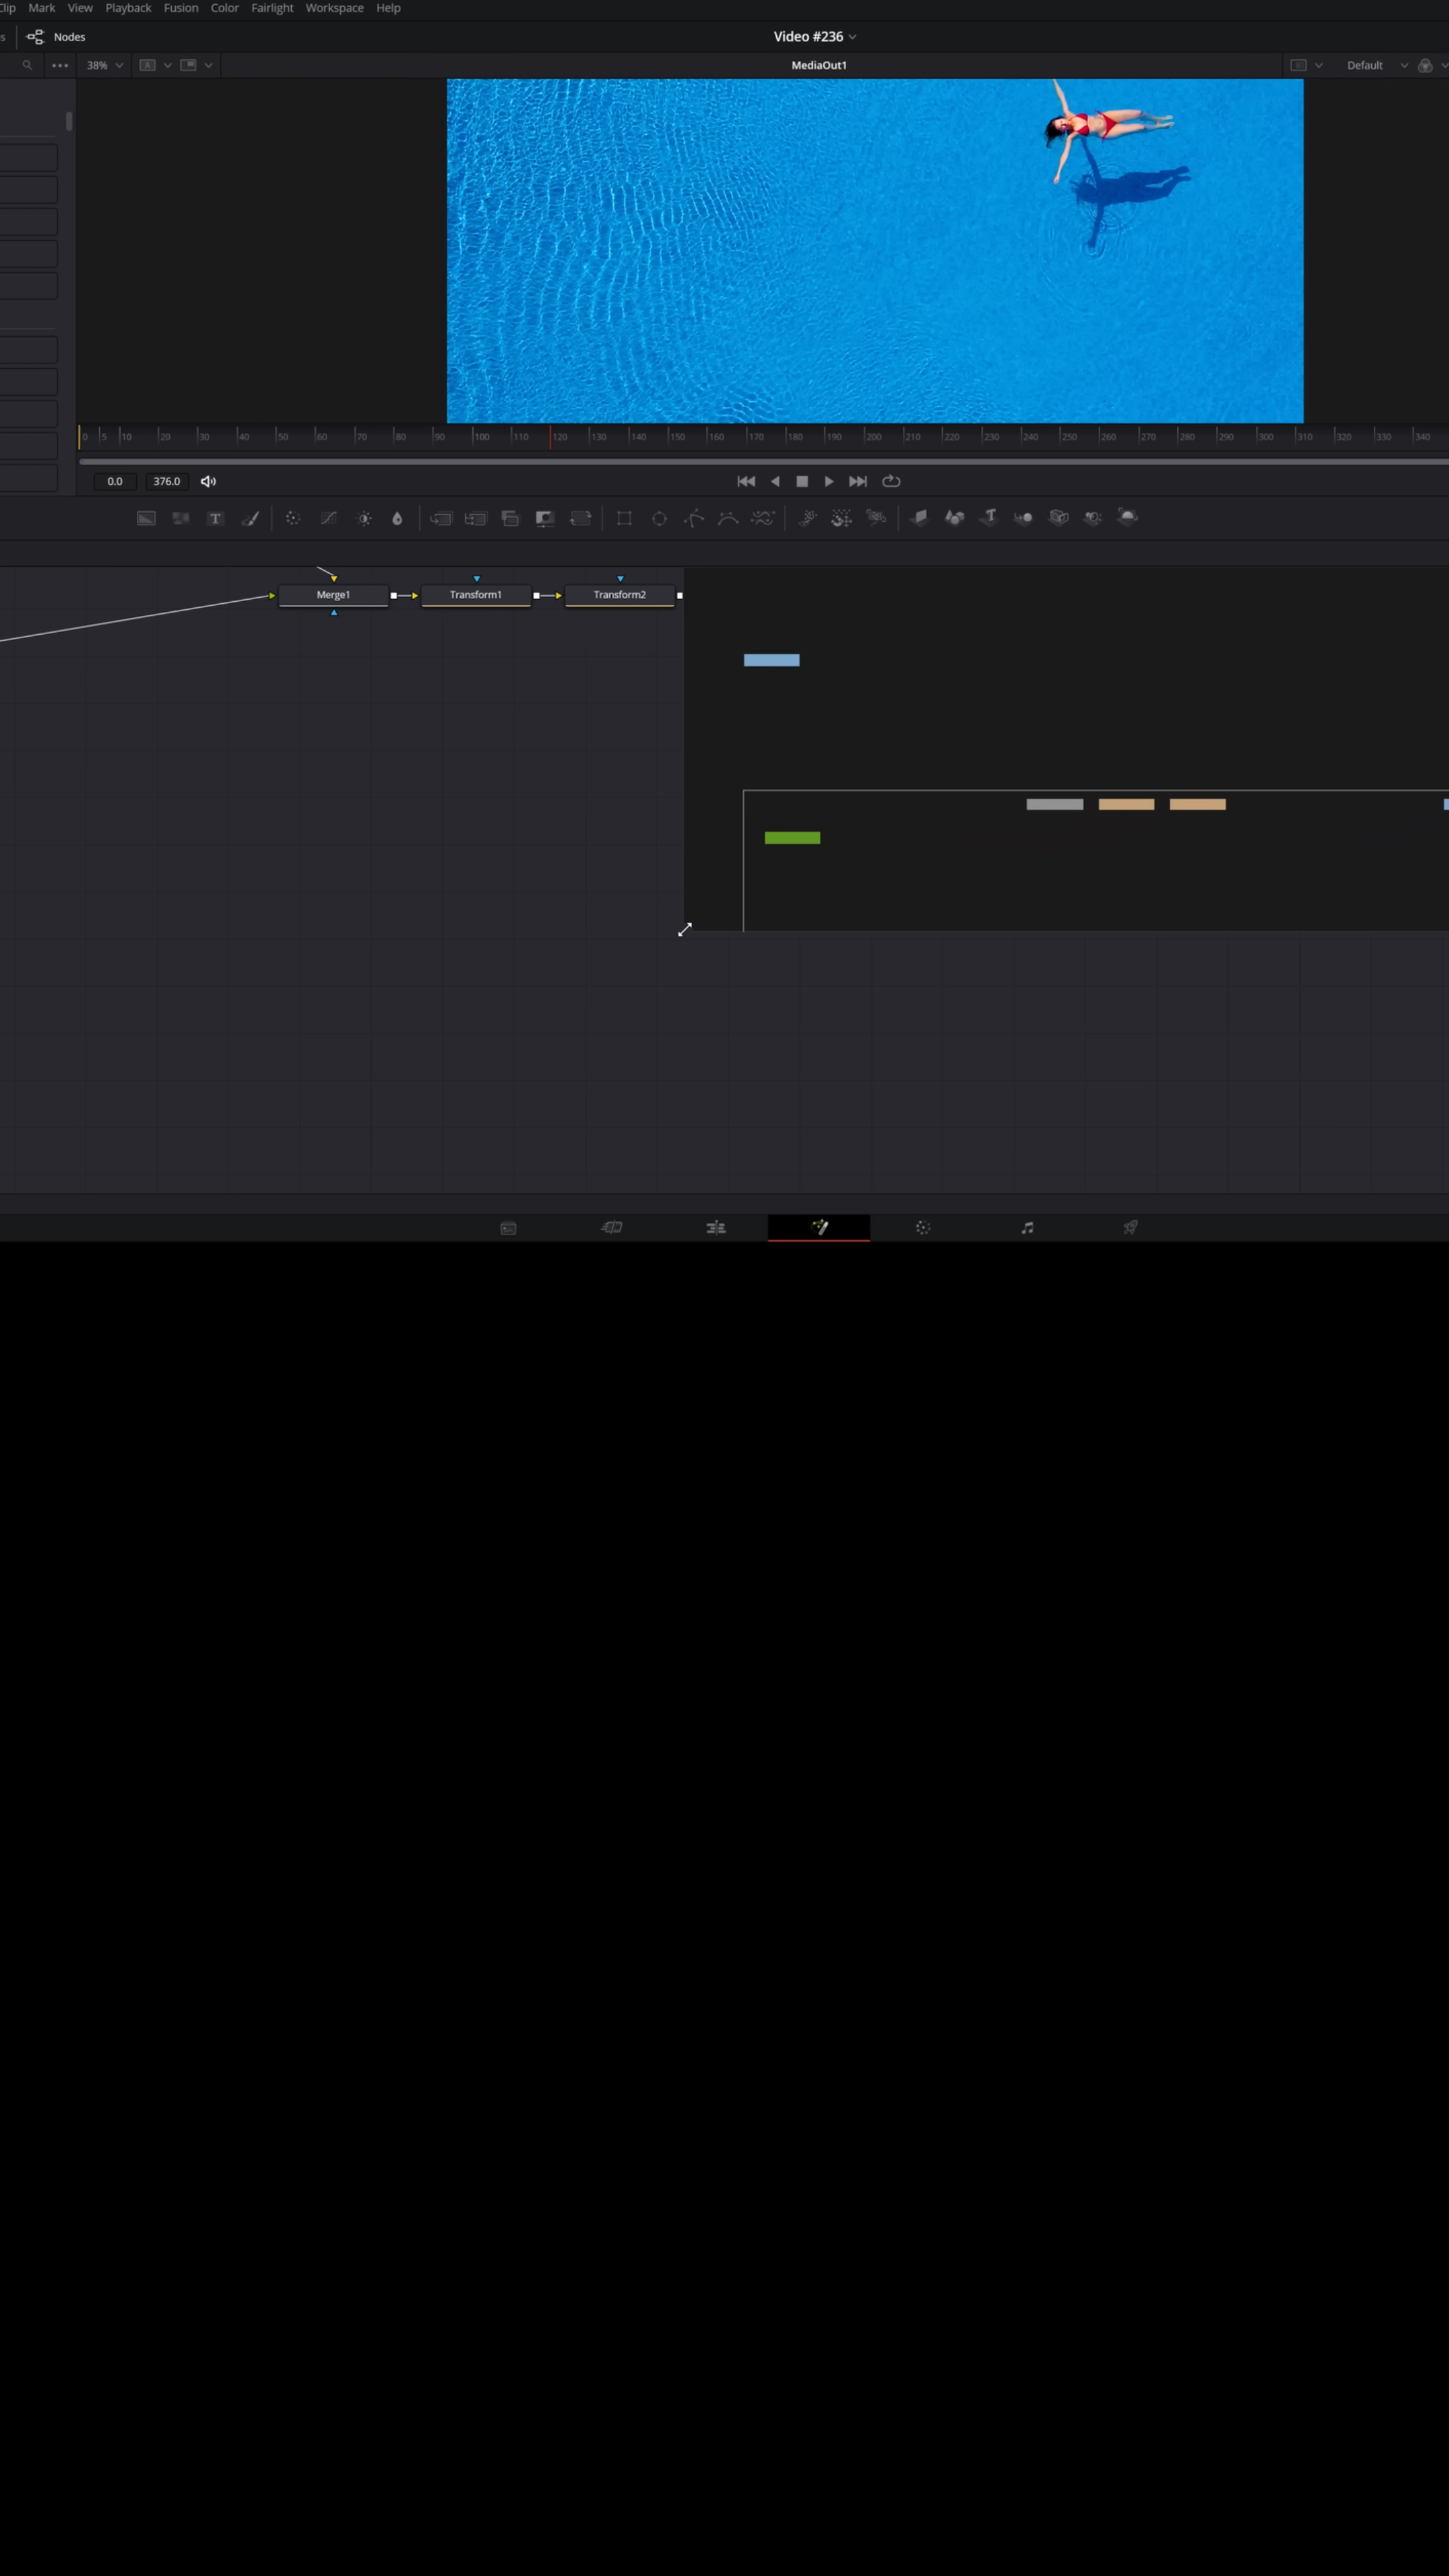 Clip Mark View Playback Fusion Color Fairlight Workspace Help
s Nodes Video #236
38% A MediaOut1 Default
0 5 10 20 30 40 50 60 70 80 90 100 110 120 130 140 150 160 170 180 190 200 210 220 230 240 250 260 270 280 290 300 310 320 330 340
0.0 376.0
T
Merge1 Transform1 Transform2